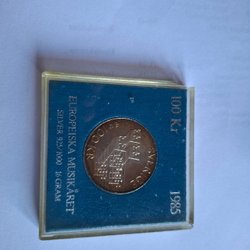 100 Kr
1985
EUROPEISKA MUSIKÅRET
SILVER 925/1000 16 GRAM